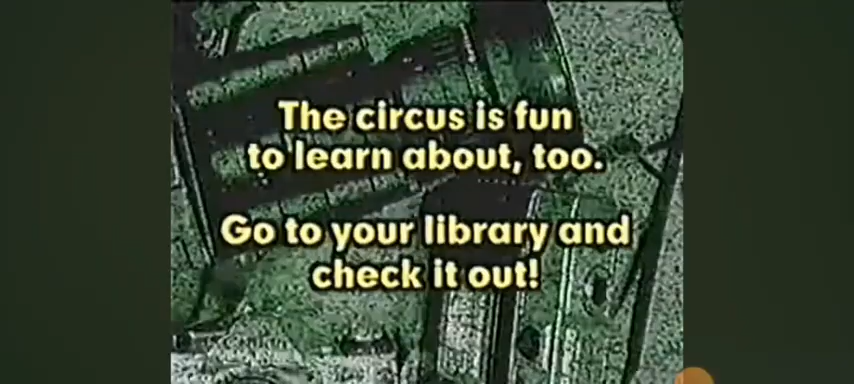 The circus is fun
to learn about, too.
Go to your library and
check it out!